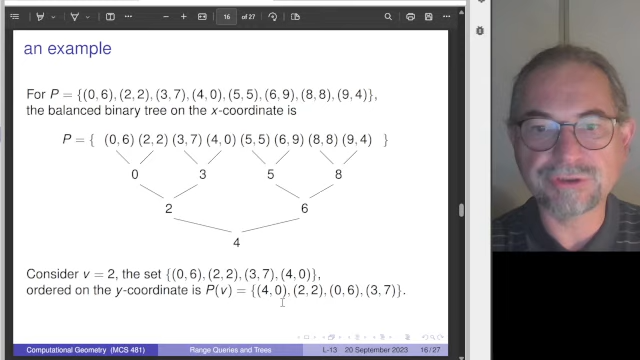 16 of 27
an example
For P = {(0, 6), (2, 2), (3, 7), (4, 0), (5, 5), (6, 9), (8, 8), (9, 4)},
the balanced binary tree on the x-coordinate is
P = { (0, 6) (2, 2) (3, 7) (4, 0) (5, 5) (6, 9) (8, 8) (9, 4) }
0 3 5 8
2 6
4
Consider v = 2, the set {(0, 6), (2, 2), (3, 7), (4, 0)},
ordered on the y-coordinate is P(v) = {(4, 0), (2, 2), (0, 6), (3, 7)}.
Computational Geometry (MCS 481) Range Queries and Trees L-13 20 September 2023 16 / 27